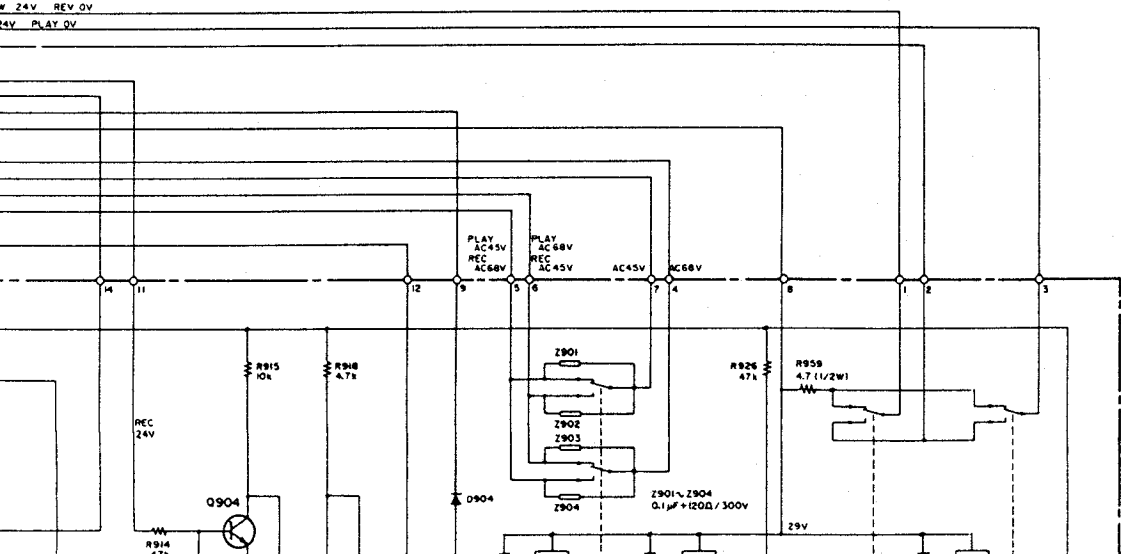 24V REV 0V
24V PLAY 0V
PLAY
AC45V
REC
AC68V
PLAY
AC68V
REC
AC45V
AC45V
AC68V
14
11
12
9
5
6
7
4
8
1
2
3
R915
10k
R918
4.7k
Z901
Z902
Z903
Z904
R926
47k
R959
4.7 (1/2W)
REC
24V
Q904
D904
Z901~Z904
0.1μF+120Ω/300V
29V
R914